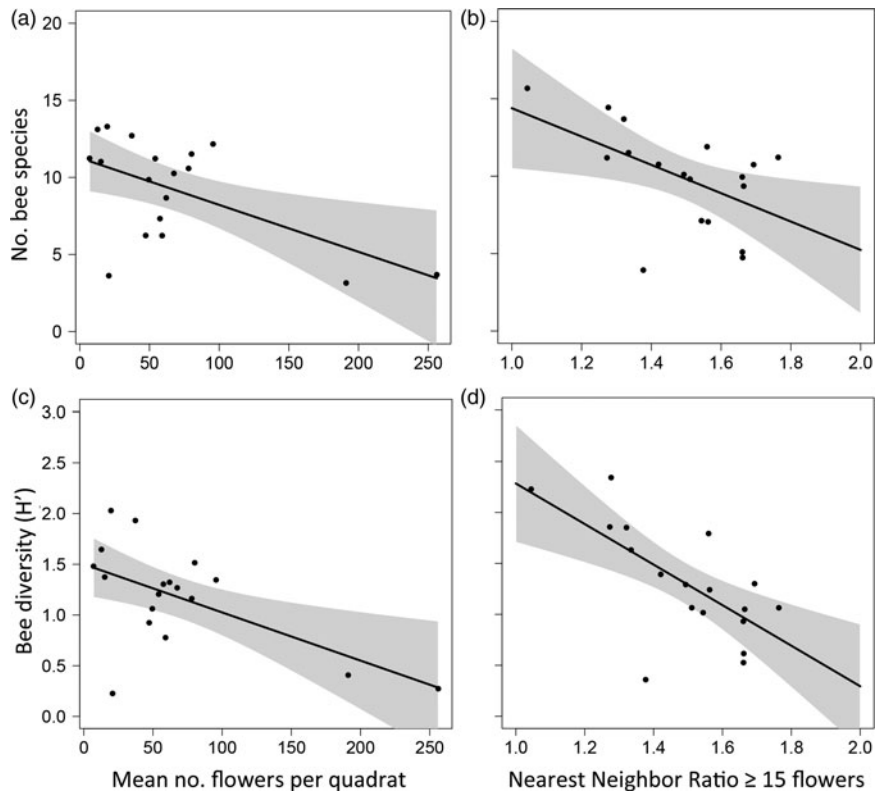 (a)
(b)
20
15
10
5
0
No. bee species
0 50 100 150 200 250
1.0 1.2 1.4 1.6 1.8 2.0
(c)
(d)
3.0
2.5
2.0
1.5
1.0
0.5
0.0
Bee diversity (H’)
0 50 100 150 200 250
1.0 1.2 1.4 1.6 1.8 2.0
Mean no. flowers per quadrat
Nearest Neighbor Ratio ≥ 15 flowers